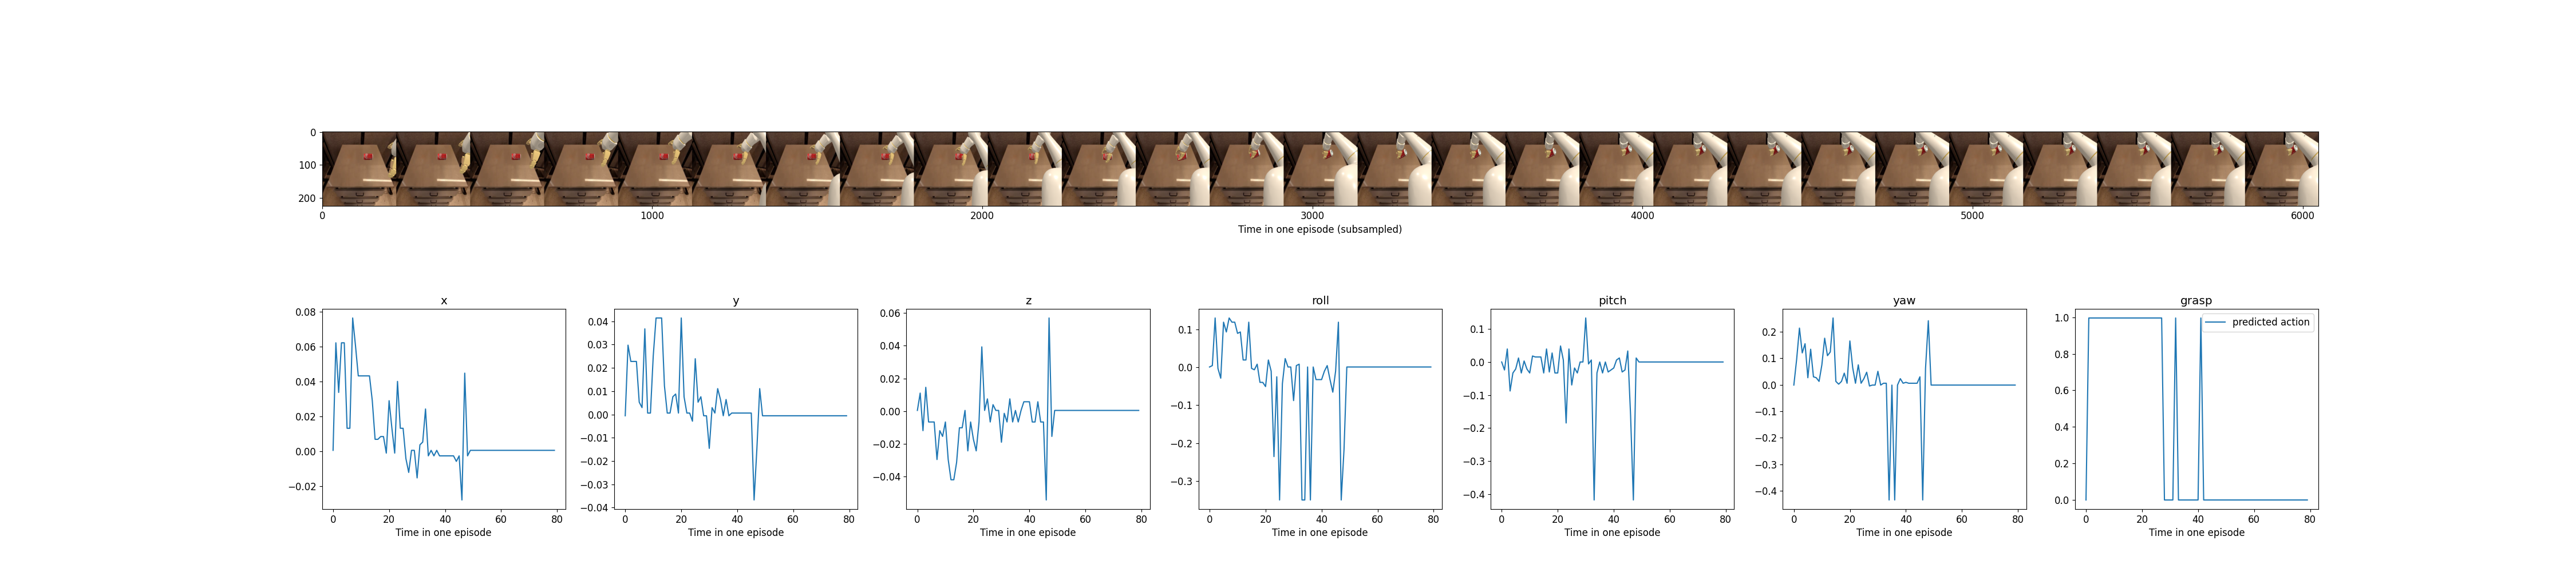 0
100
200
0 1000 2000 3000 4000 5000 6000
Time in one episode (subsampled)
x
0.08
0.06
0.04
0.02
0.00
−0.02
0 20 40 60 80
Time in one episode
y
0.04
0.03
0.02
0.01
0.00
−0.01
−0.02
−0.03
−0.04
0 20 40 60 80
Time in one episode
z
0.06
0.04
0.02
0.00
−0.02
−0.04
0 20 40 60 80
Time in one episode
roll
0.1
0.0
−0.1
−0.2
−0.3
0 20 40 60 80
Time in one episode
pitch
0.1
0.0
−0.1
−0.2
−0.3
−0.4
0 20 40 60 80
Time in one episode
yaw
0.2
0.1
0.0
−0.1
−0.2
−0.3
−0.4
0 20 40 60 80
Time in one episode
grasp
predicted action
1.0
0.8
0.6
0.4
0.2
0.0
0 20 40 60 80
Time in one episode